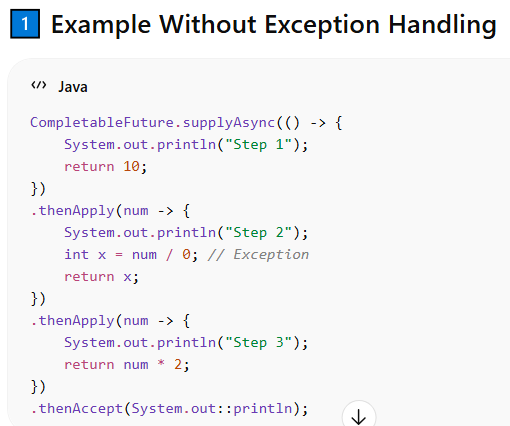 1 Example Without Exception Handling
</> Java
CompletableFuture.supplyAsync(() -> {
    System.out.println("Step 1");
    return 10;
})
.thenApply(num -> {
    System.out.println("Step 2");
    int x = num / 0; // Exception
    return x;
})
.thenApply(num -> {
    System.out.println("Step 3");
    return num * 2;
})
.thenAccept(System.out::println);